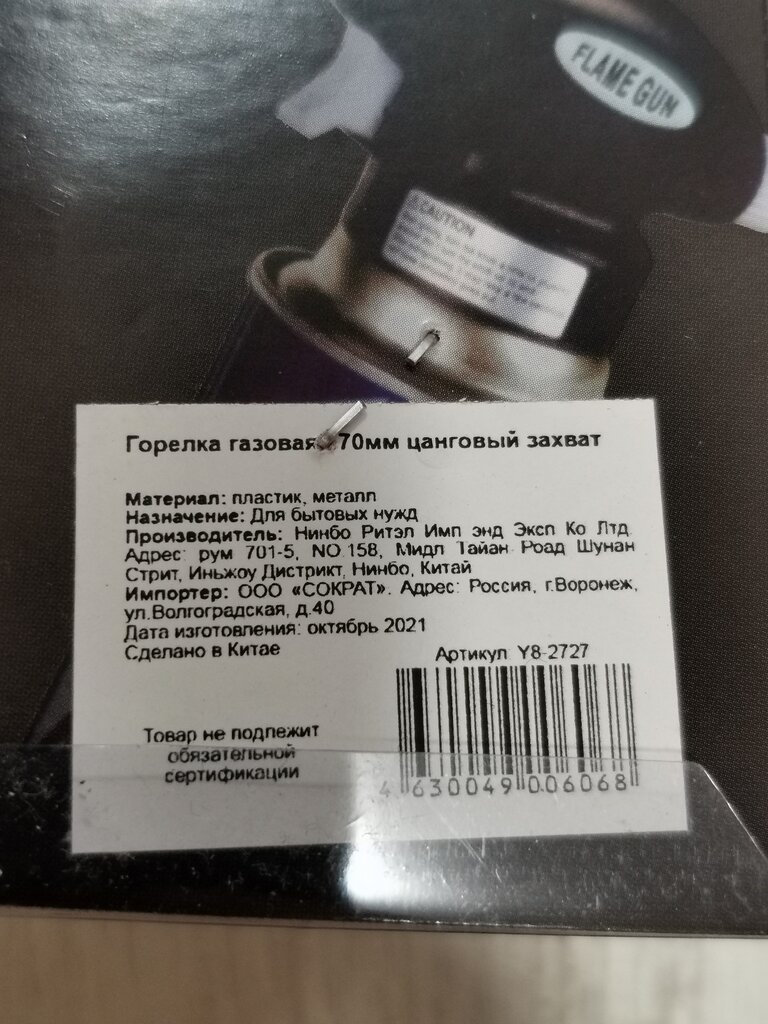 FLAME GUN
CAUTION
Горелка газовая 170мм цанговый захват
Материал: пластик, металл
Назначение: Для бытовых нужд
Производитель: Нинбо Ритэл Имп энд Эксп Ко Лтд.
Адрес: рум 701-5, NO.158, Мидл Тайан Роад Шунан
Стрит, Иньжоу Дистрикт, Нинбо, Китай
Импортер: ООО «СОКРАТ». Адрес: Россия, г.Воронеж,
ул.Волгоградская, д.40
Дата изготовления: октябрь 2021
Сделано в Китае
Артикул: Y8-2727
Товар не подлежит
обязательной
сертификации
4 630049 006068